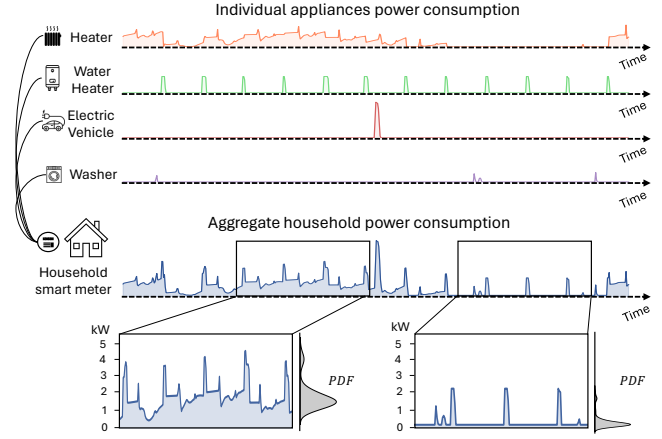 Individual appliances power consumption
Heater
Time
Water
Heater
Time
Electric
Vehicle
Time
Washer
Time
Aggregate household power consumption
Household
smart meter
Time
kW
5
4
3
2
1
0
PDF
kW
5
4
3
2
1
0
PDF